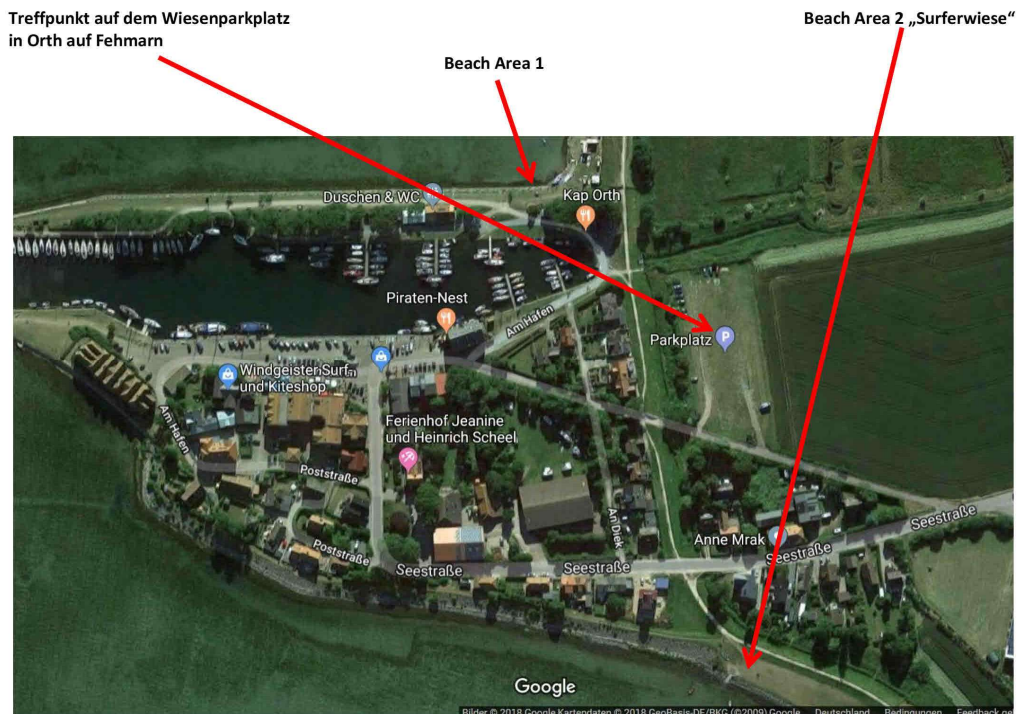 Treffpunkt auf dem Wiesenparkplatz
in Orth auf Fehmarn
Beach Area 2 „Surferwiese“
Beach Area 1
Duschen & WC
Kap Orth
Piraten-Nest
Am Hafen
Parkplatz
P
Windgeister Surf
und Kiteshop
Ferienhof Jeanine
und Heinrich Scheel
Am Hafen
Poststraße
Poststraße
An Diek
Anne Mrak
Seestraße
Seestraße
Seestraße
Seestraße
Google
Bilder © 2018 Google Kartendaten © 2018 GeoBasis-DE/BKG (©2009) Google Deutschland Bedingungen Feedback ge